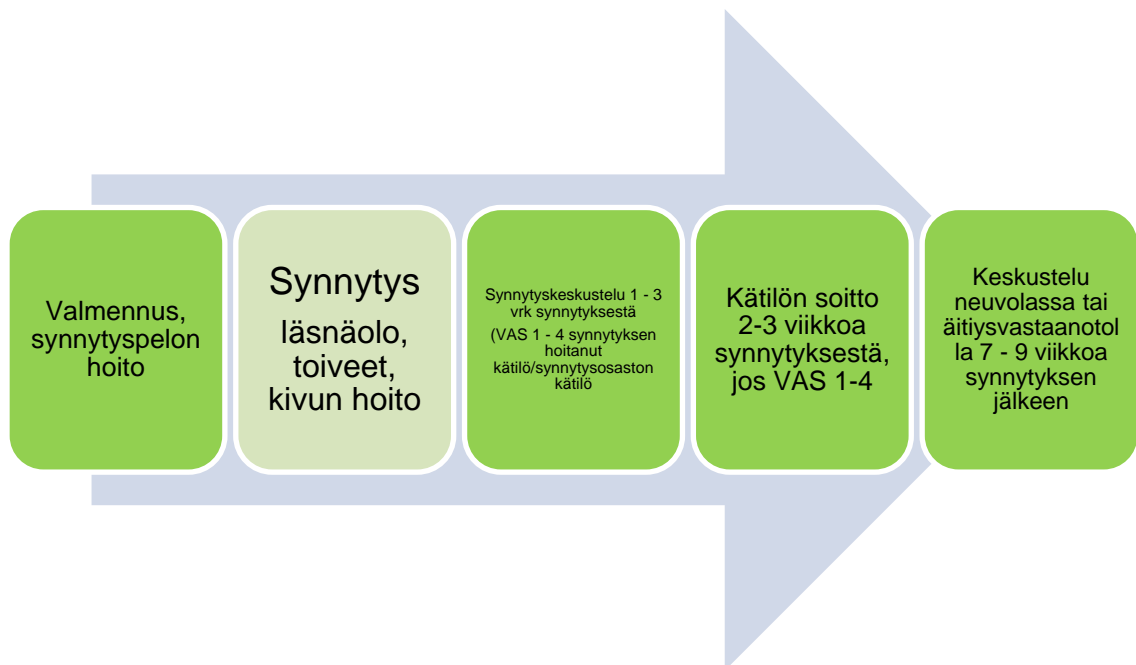 Valmennus,
synnytyspelon
hoito
Synnytys
läsnäolo,
toiveet,
kivun hoito
Synnytyskeskustelu 1 - 3
vrk synnytyksestä
(VAS 1 - 4 synnytyksen
hoitanut
kätilö/synnytysosaston
kätilö
Kätilön soitto
2-3 viikkoa
synnytyksestä,
jos VAS 1-4
Keskustelu
neuvolassa tai
äitiysvastaanotol
la 7 - 9 viikkoa
synnytyksen
jälkeen